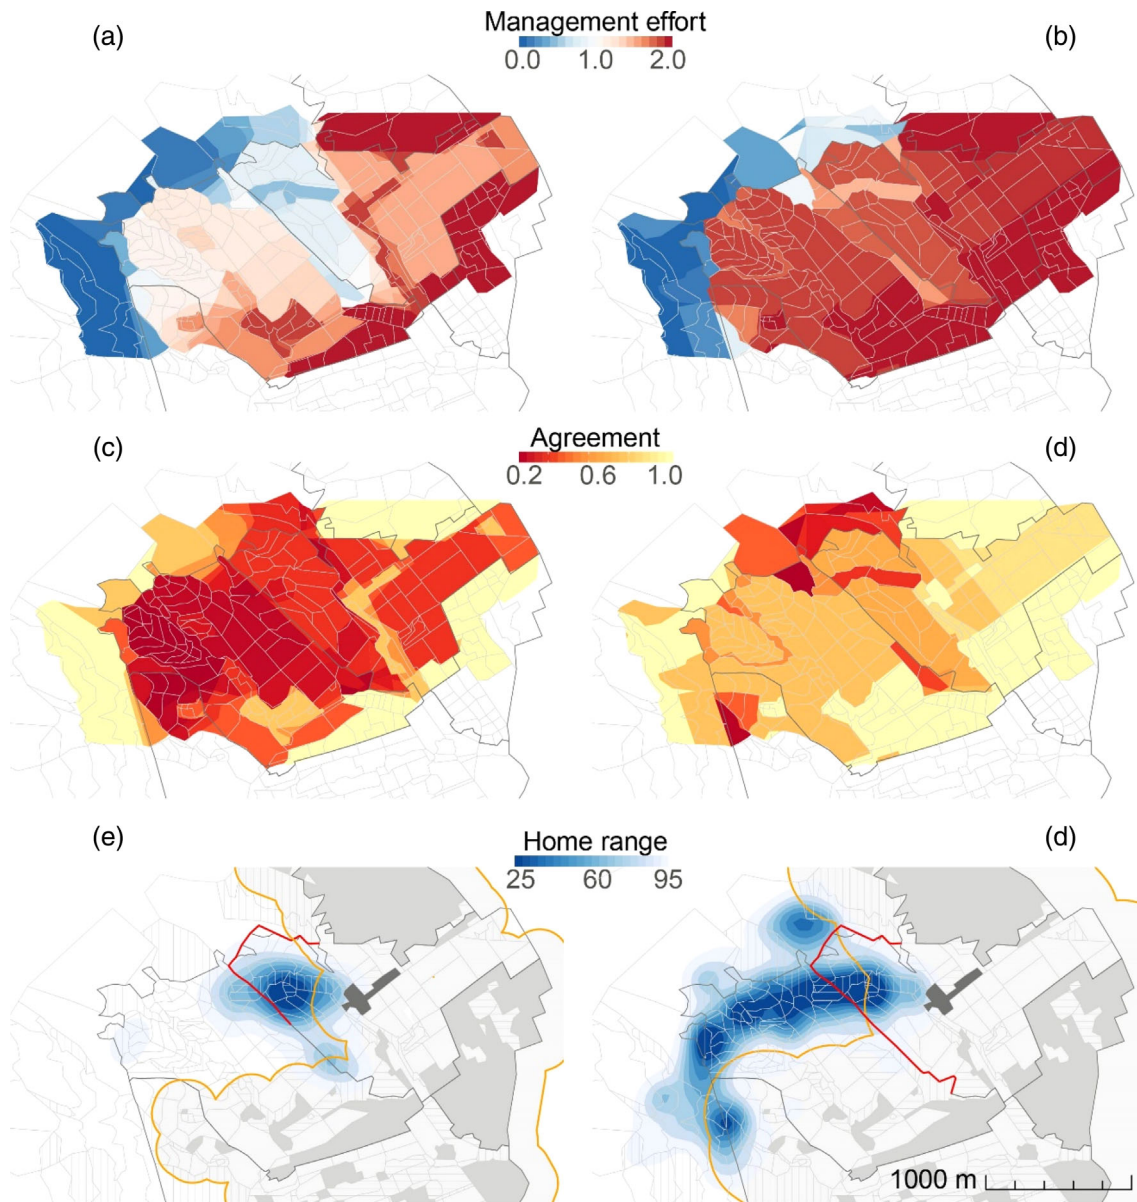 (a) Management effort (b)
0.0 1.0 2.0
(c) Agreement (d)
0.2 0.6 1.0
(e) Home range (d)
25 60 95
1000 m